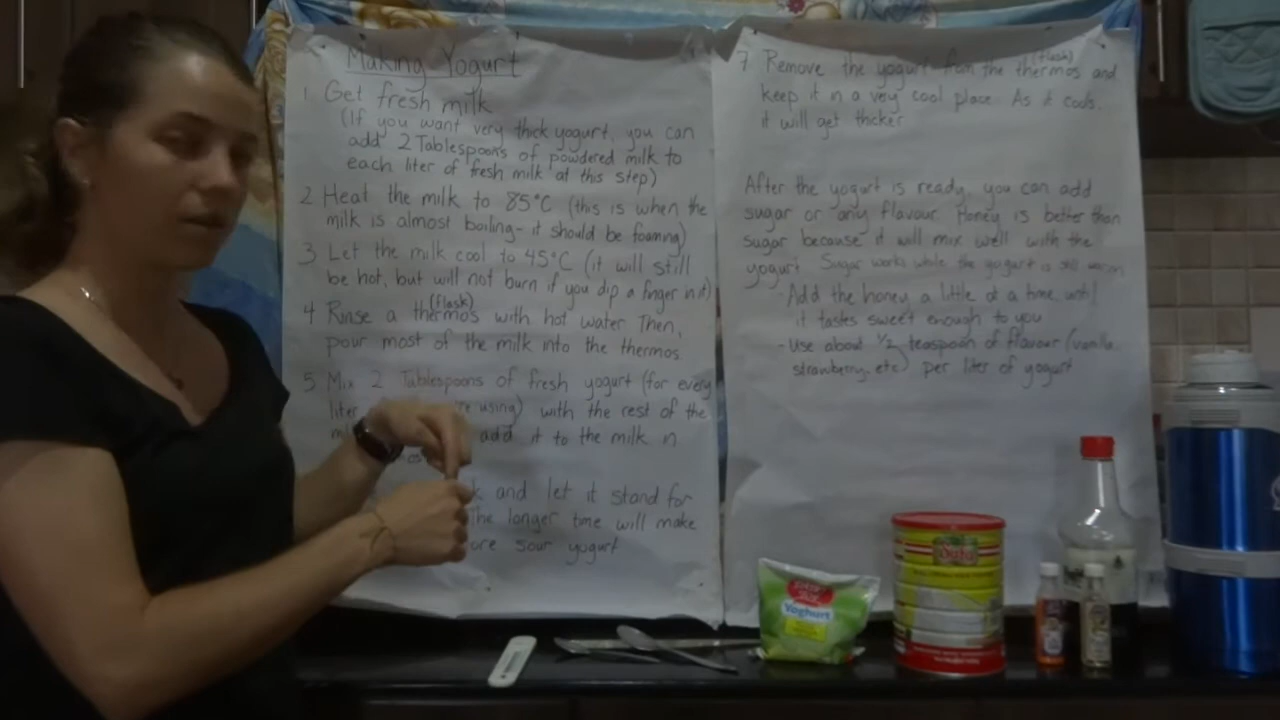 Making Yogurt
1 Get fresh milk
(If you want very thick yogurt, you can
add 2 Tablespoons of powdered milk to
each liter of fresh milk at this step)
2 Heat the milk to 85°C (this is when the
milk is almost boiling - it should be foaming)
3 Let the milk cool to 45°C (it will still
be hot, but will not burn if you dip a finger in it)
(flask)
4 Rinse a thermos with hot water Then,
pour most of the milk into the thermos
5 Mix 2 Tablespoons of fresh yogurt (for every
liter using) with the rest of the
add it to the milk in
and let it stand for
The longer time will make
sour yogurt
(flask)
7 Remove the yogurt from the thermos and
keep it in a very cool place. As it cools,
it will get thicker
After the yogurt is ready, you can add
sugar or any flavour. Honey is better than
sugar because it will mix well with the
yogurt. Sugar works while the yogurt is still warm
- Add the honey a little at a time until
it tastes sweet enough to you
- Use about 1/2 teaspoon of flavour (vanilla
strawberry, etc) per liter of yogurt
Yoghurt
Safa